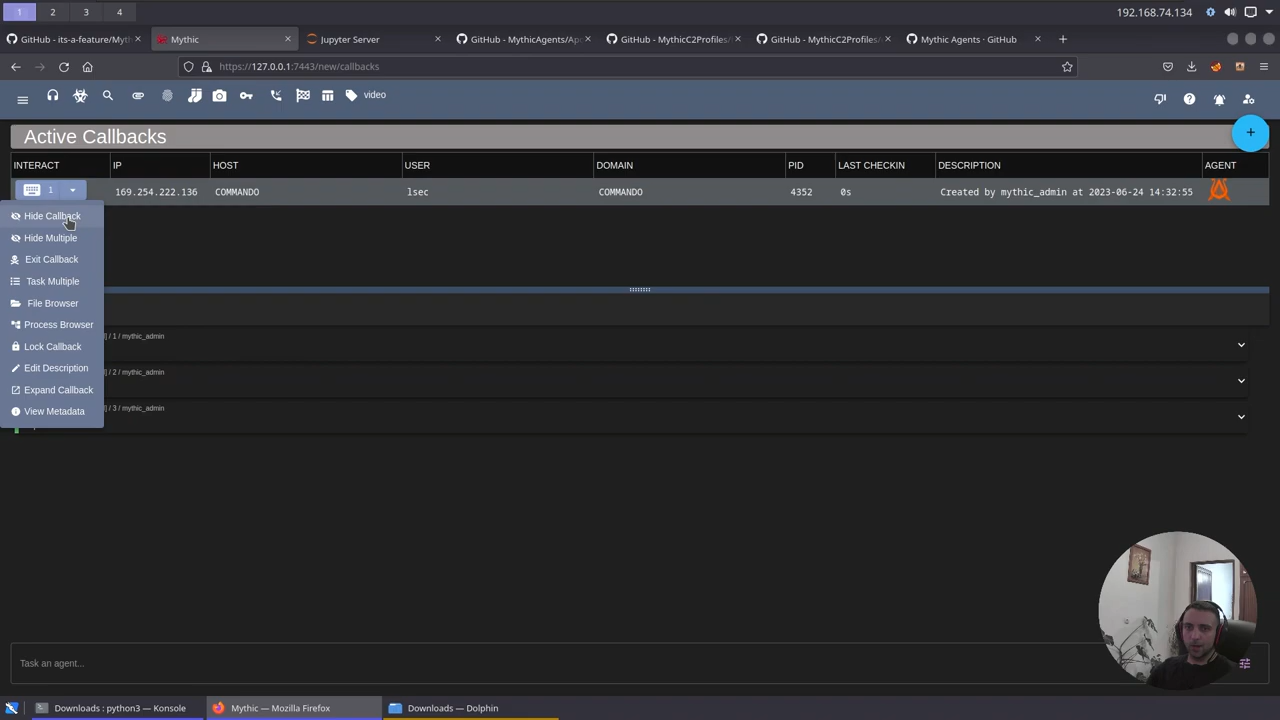 1 2 3 4 192.168.74.134
GitHub - its-a-feature/Myth Mythic Jupyter Server GitHub - MythicAgents/Apo GitHub - MythicC2Profiles/ GitHub - MythicC2Profiles/ Mythic Agents · GitHub
https://127.0.0.1:7443/new/callbacks
video
Active Callbacks
INTERACT IP HOST USER DOMAIN PID LAST CHECKIN DESCRIPTION AGENT
1 169.254.222.136 COMMANDO lsec COMMANDO 4352 0s Created by mythic_admin at 2023-06-24 14:32:55
Hide Callback
Hide Multiple
Exit Callback
Task Multiple
File Browser
Process Browser
] / 1 / mythic_admin
Lock Callback
Edit Description
] / 2 / mythic_admin
Expand Callback
View Metadata
] / 3 / mythic_admin
Task an agent...
Downloads : python3 — Konsole Mythic — Mozilla Firefox Downloads — Dolphin